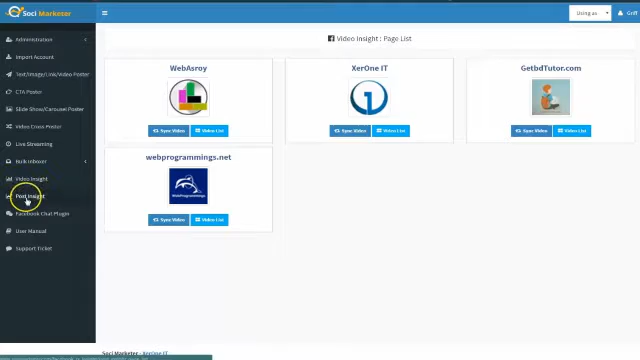 Soci Marketer
Using as
Griff
Administration
Import Account
Text/Image/Link/Video Poster
CTA Poster
Slide Show/Carousel Poster
Video Cross Poster
Live Streaming
Bulk Inboxer
Video Insight
Post Insight
Facebook Chat Plugin
User Manual
Support Ticket
Video Insight : Page List
WebAsroy
Sync Video
Video List
XerOne IT
Sync Video
Video List
GetbdTutor.com
Sync Video
Video List
webprogrammings.net
WebProgrammings
Sync Video
Video List
Soci Marketer - XerOne IT